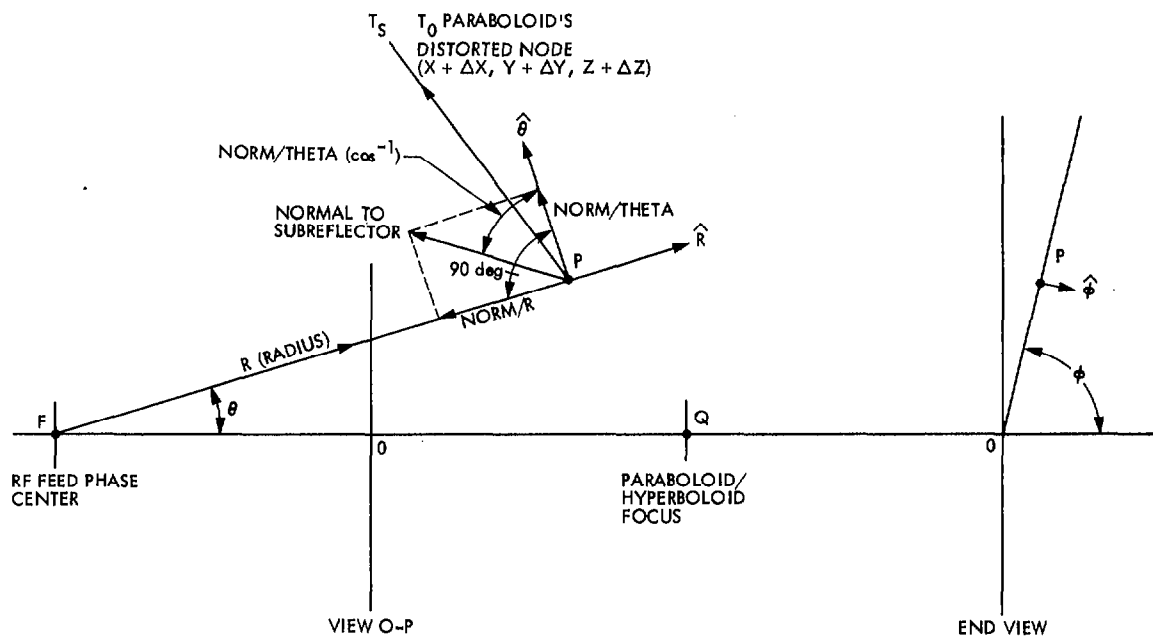 T_S
T_0 PARABOLOID'S
DISTORTED NODE
(X + ΔX, Y + ΔY, Z + ΔZ)
θ̂
NORM/THETA (cos⁻¹)
NORMAL TO
SUBREFLECTOR
NORM/THETA
R̂
P
90 deg
NORM/R
R (RADIUS)
θ
F
0
Q
RF FEED PHASE
CENTER
PARABOLOID/
HYPERBOLOID
FOCUS
VIEW O-P
P
φ̂
φ
0
END VIEW